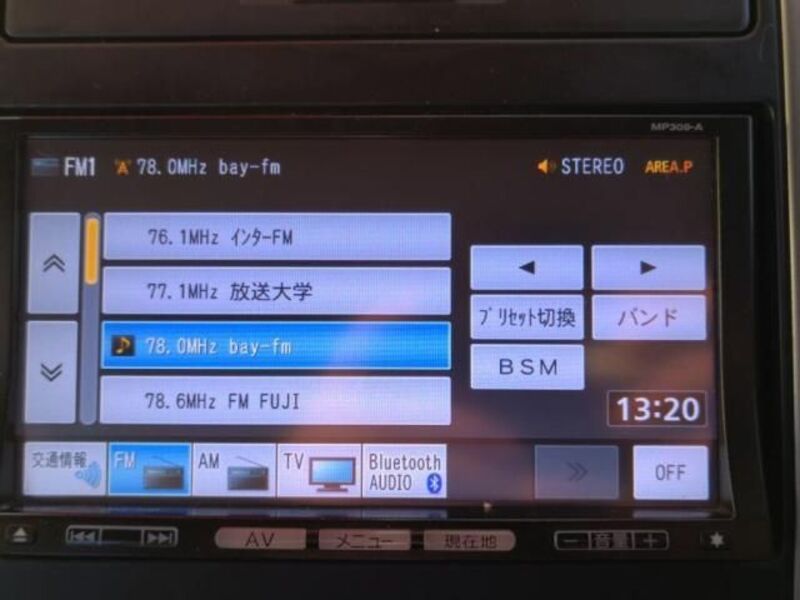 MP309-A
FM1 78.0MHz bay-fm STEREO AREA.P
76.1MHz インターFM
77.1MHz 放送大学
78.0MHz bay-fm
プリセット切換 バンド
78.6MHz FM FUJI
BSM
13:20
交通情報 FM AM TV Bluetooth AUDIO OFF
AV メニュー 現在地 音量